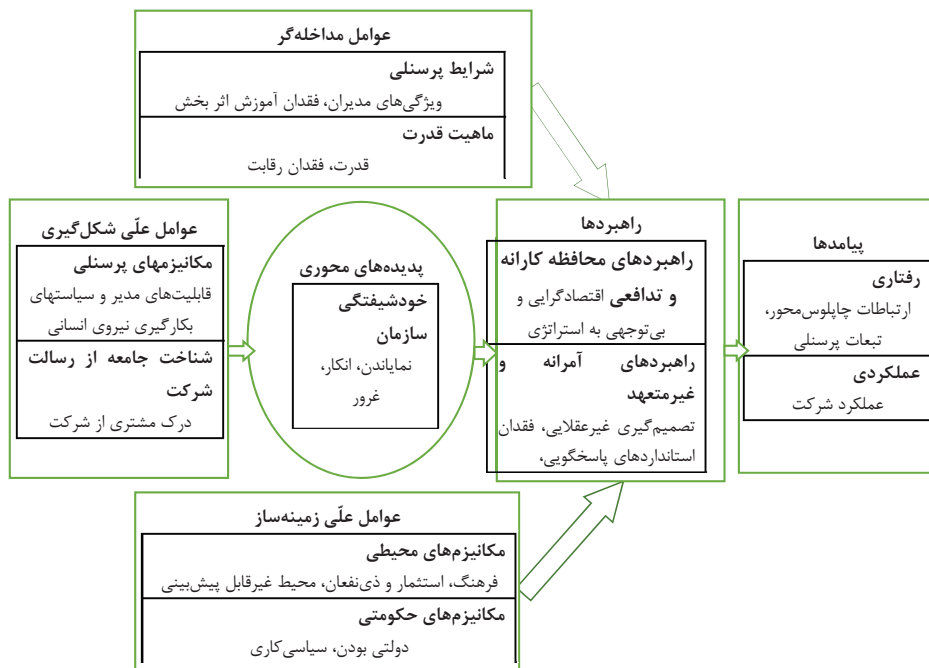 عوامل مداخله‌گر
شرایط پرسنلی
ویژگی‌های مدیران، فقدان آموزش اثر بخش
ماهیت قدرت
قدرت، فقدان رقابت
عوامل علّی شکل‌گیری
مکانیزمهای پرسنلی
قابلیت‌های مدیر و سیاستهای
بکارگیری نیروی انسانی
شناخت جامعه از رسالت
شرکت
درک مشتری از شرکت
پدیده‌های محوری
خودشیفتگی
سازمان
نمایاندن، انکار،
غرور
راهبردها
راهبردهای محافظه کارانه
و تدافعی اقتصادگرایی و
بی‌توجهی به استراتژی
راهبردهای آمرانه و
غیرمتعهد
تصمیم‌گیری غیرعقلایی، فقدان
استانداردهای پاسخگویی،
پیامدها
رفتاری
ارتباطات چاپلوس‌محور،
تبعات پرسنلی
عملکردی
عملکرد شرکت
عوامل علّی زمینه‌ساز
مکانیزم‌های محیطی
فرهنگ، استثمار و ذی‌نفعان، محیط غیرقابل پیش‌بینی
مکانیزم‌های حکومتی
دولتی بودن، سیاسی‌کاری